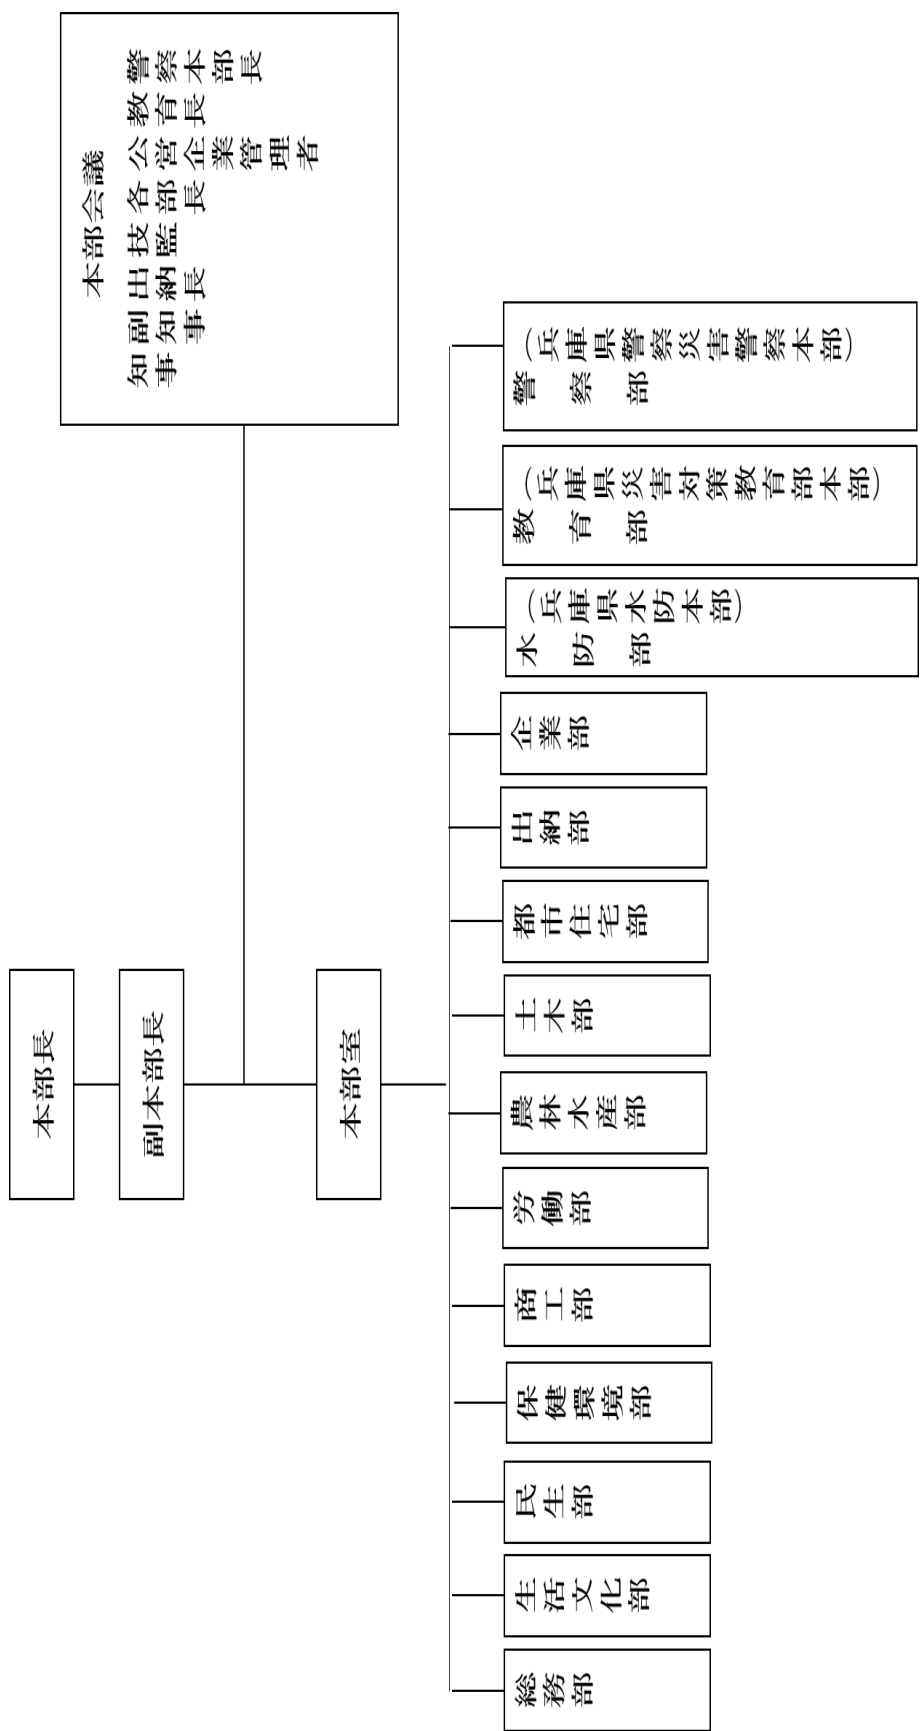 本部長
副本部長
本部会議
知事
副知事
出納長
技監
各部長
公営企業管理者
教育長
警察本部長
本部室
総務部
生活文化部
民生部
保健環境部
商工部
労働部
農林水産部
土木部
都市住宅部
出納部
企業部
水防部
（兵庫県水防本部）
教育部
（兵庫県災害対策教育部本部）
警察部
（兵庫県警察災害警察本部）